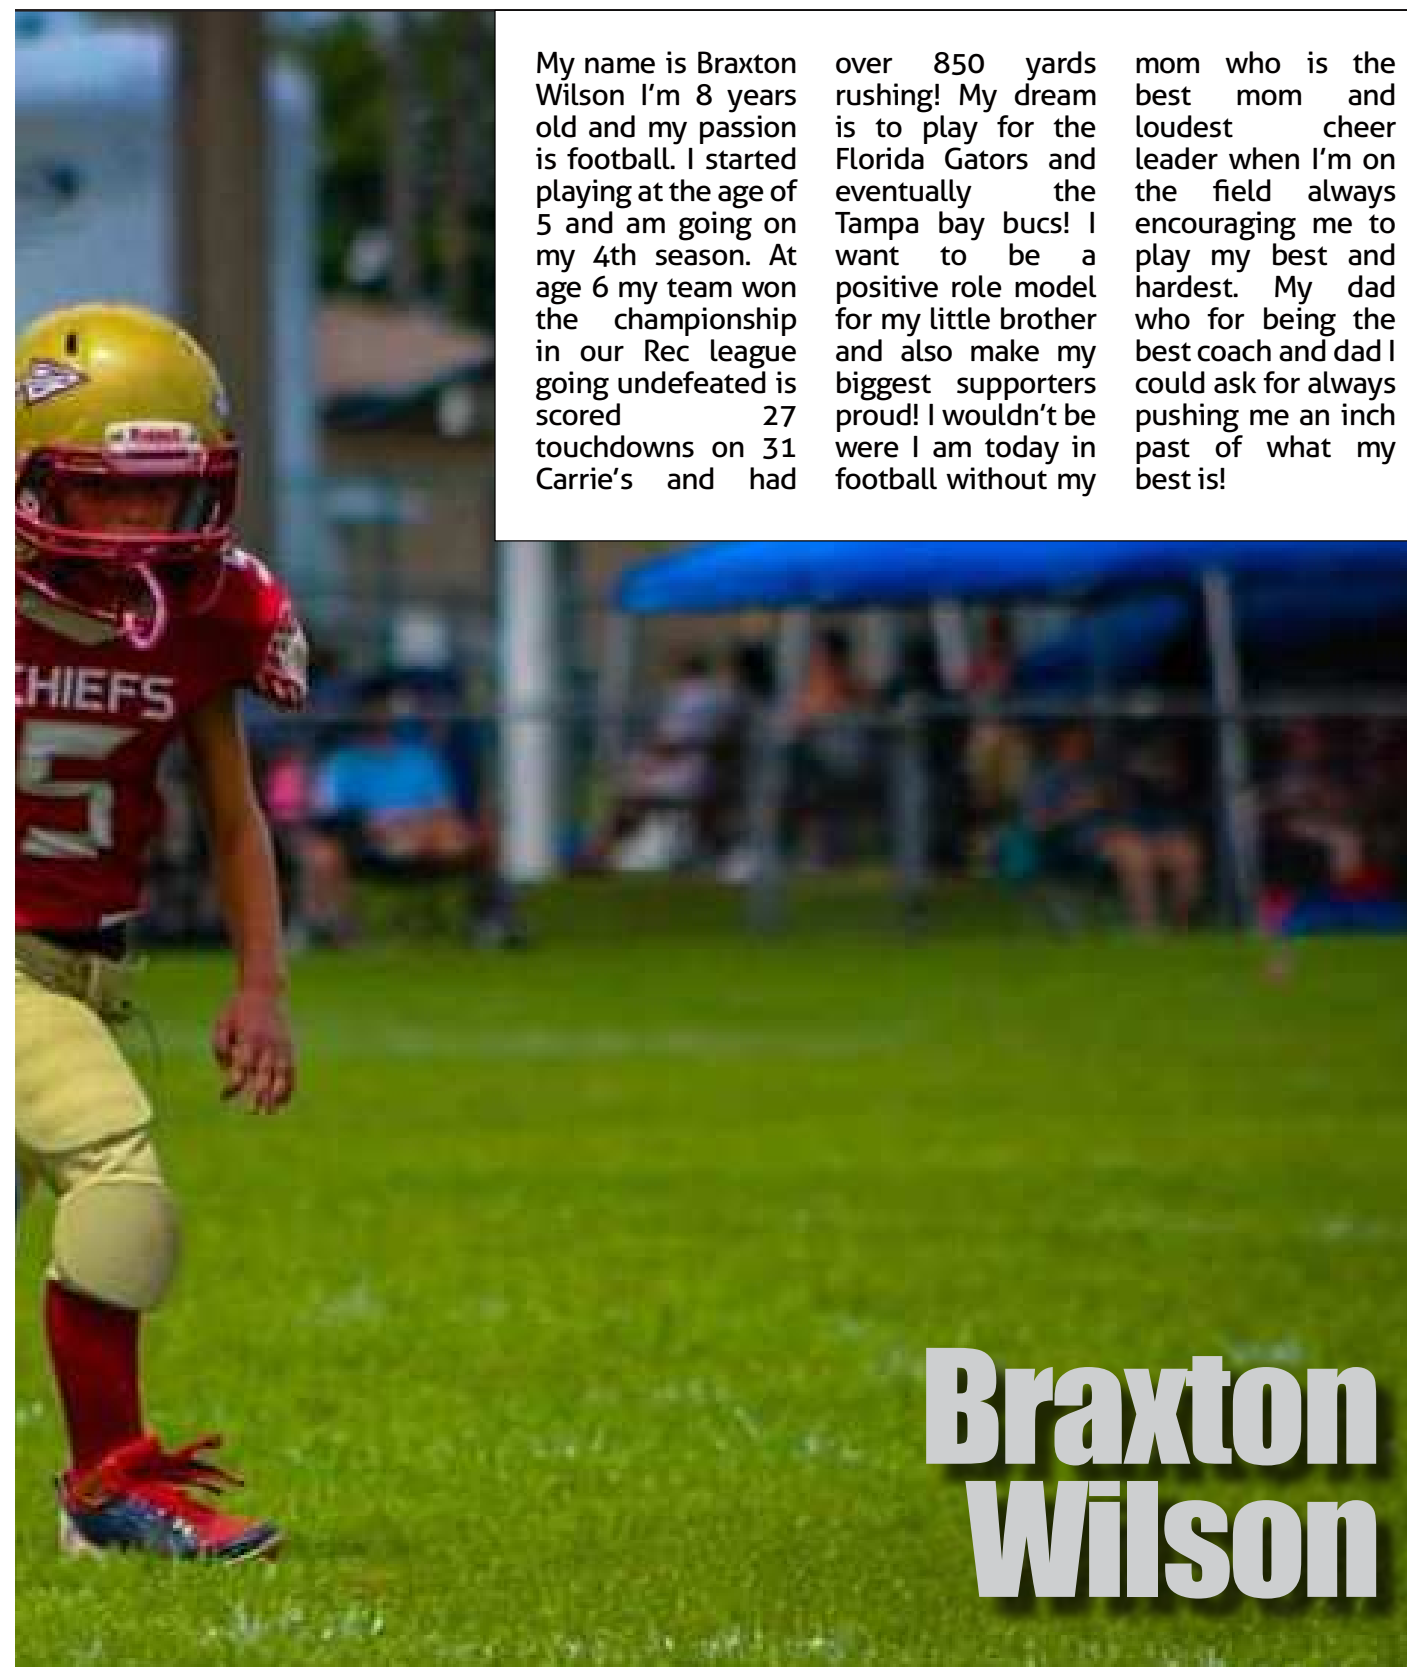 My name is Braxton
Wilson I'm 8 years
old and my passion
is football. I started
playing at the age of
5 and am going on
my 4th season. At
age 6 my team won
the championship
in our Rec league
going undefeated is
scored 27
touchdowns on 31
Carrie's and had
over 850 yards
rushing! My dream
is to play for the
Florida Gators and
eventually the
Tampa bay bucs! I
want to be a
positive role model
for my little brother
and also make my
biggest supporters
proud! I wouldn't be
were I am today in
football without my
mom who is the
best mom and
loudest cheer
leader when I'm on
the field always
encouraging me to
play my best and
hardest. My dad
who for being the
best coach and dad I
could ask for always
pushing me an inch
past of what my
best is!
CHIEFS
5
Braxton
Wilson